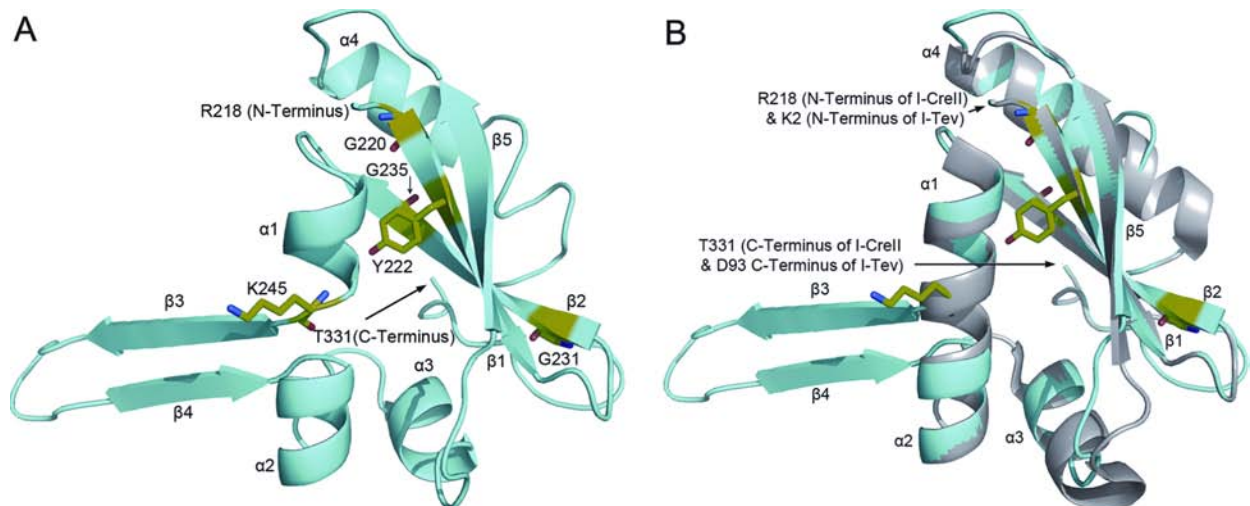 A
α4
R218 (N-Terminus)
G220
β5
G235
α1
Y222
K245
β3
β2
T331(C-Terminus)
G231
α3
β1
β4
α2
B
α4
R218 (N-Terminus of I-CreII)
& K2 (N-Terminus of I-Tev)
α1
β5
T331 (C-Terminus of I-CreII
& D93 C-Terminus of I-Tev)
β3
β2
β1
β4
α2
α3